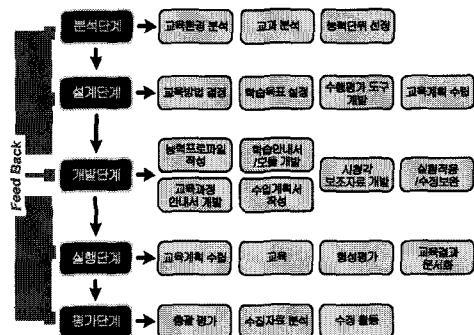 분석단계
교육환경 분석
교과 분석
능력단위 선정
설계단계
교육방법 결정
학습목표 설정
수행평가 도구
개발
교육계획 수립
Feed Back
개발단계
능력프로파일
작성
학습안내서
/모듈 개발
교육과정
안내서 개발
수업계획서
작성
시청각
보조자료 개발
실험적용
/수정보완
실행단계
교육계획 수립
교육
형성평가
교육결과
문서화
평가단계
총괄 평가
수집자료 분석
수정 활동